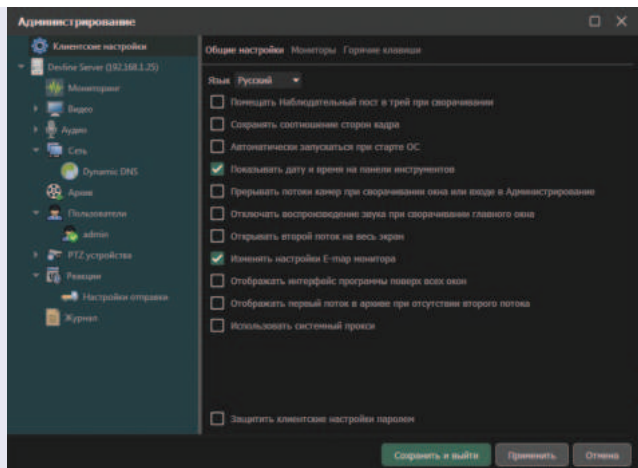 Администрирование
Клиентские настройки
Devline Server (192.168.1.25)
Мониторинг
Видео
Аудио
Сеть
Dynamic DNS
Архив
Пользователи
admin
PTZ устройства
Реакции
Настройки отправки
Журнал
Общие настройки Мониторы Горячие клавиши
Язык Русский
Помещать Наблюдательный пост в трей при сворачивании
Сохранять соотношение сторон кадра
Автоматически запускаться при старте ОС
Показывать дату и время на панели инструментов
Прерывать потоки камер при сворачивании окна или входе в Администрирование
Отключать воспроизведение звука при сворачивании главного окна
Открывать второй поток на весь экран
Изменять настройки E-map монитора
Отображать интерфейс программы поверх всех окон
Отображать первый поток в архиве при отсутствии второго потока
Использовать системный прокси
Защитить клиентские настройки паролем
Сохранить и выйти Применить Отмена